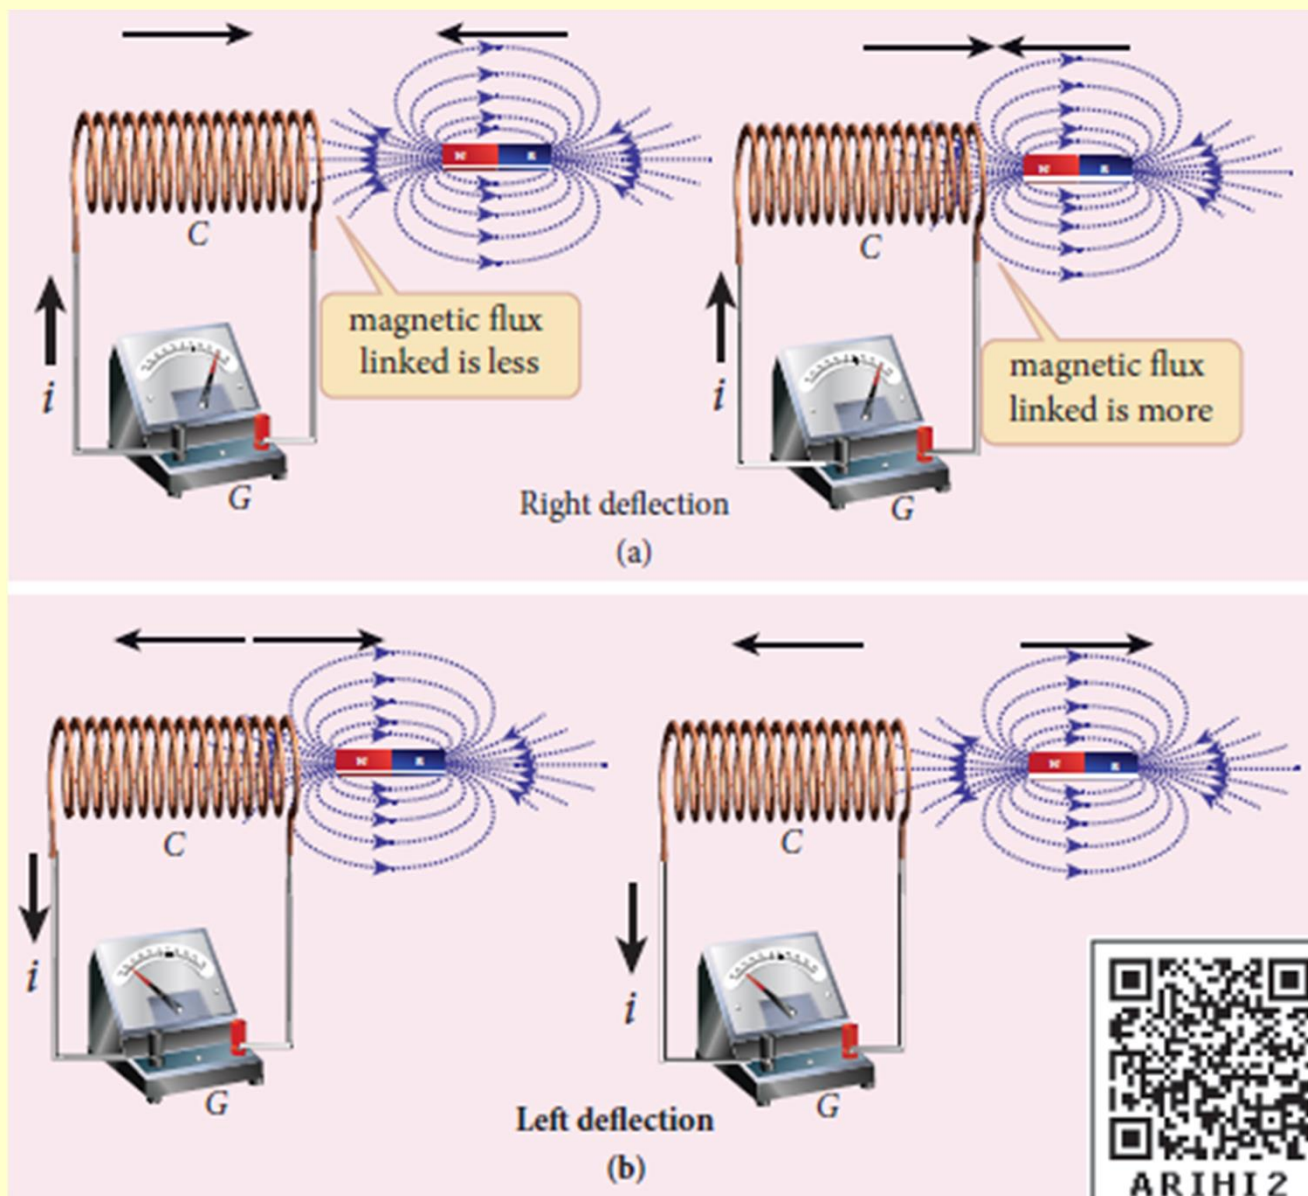 C
C
i
magnetic flux
linked is less
i
magnetic flux
linked is more
G
G
Right deflection
(a)
C
C
i
i
G
G
Left deflection
(b)
ARIHI2